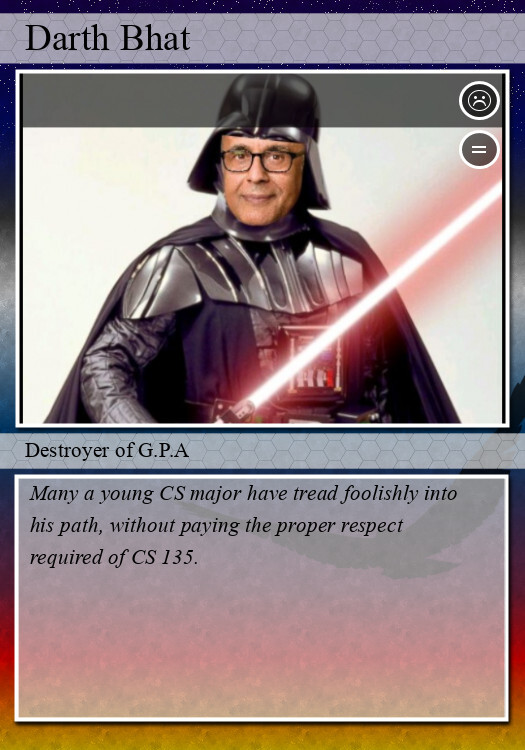 Darth Bhat
Destroyer of G.P.A
Many a young CS major have tread foolishly into
his path, without paying the proper respect
required of CS 135.